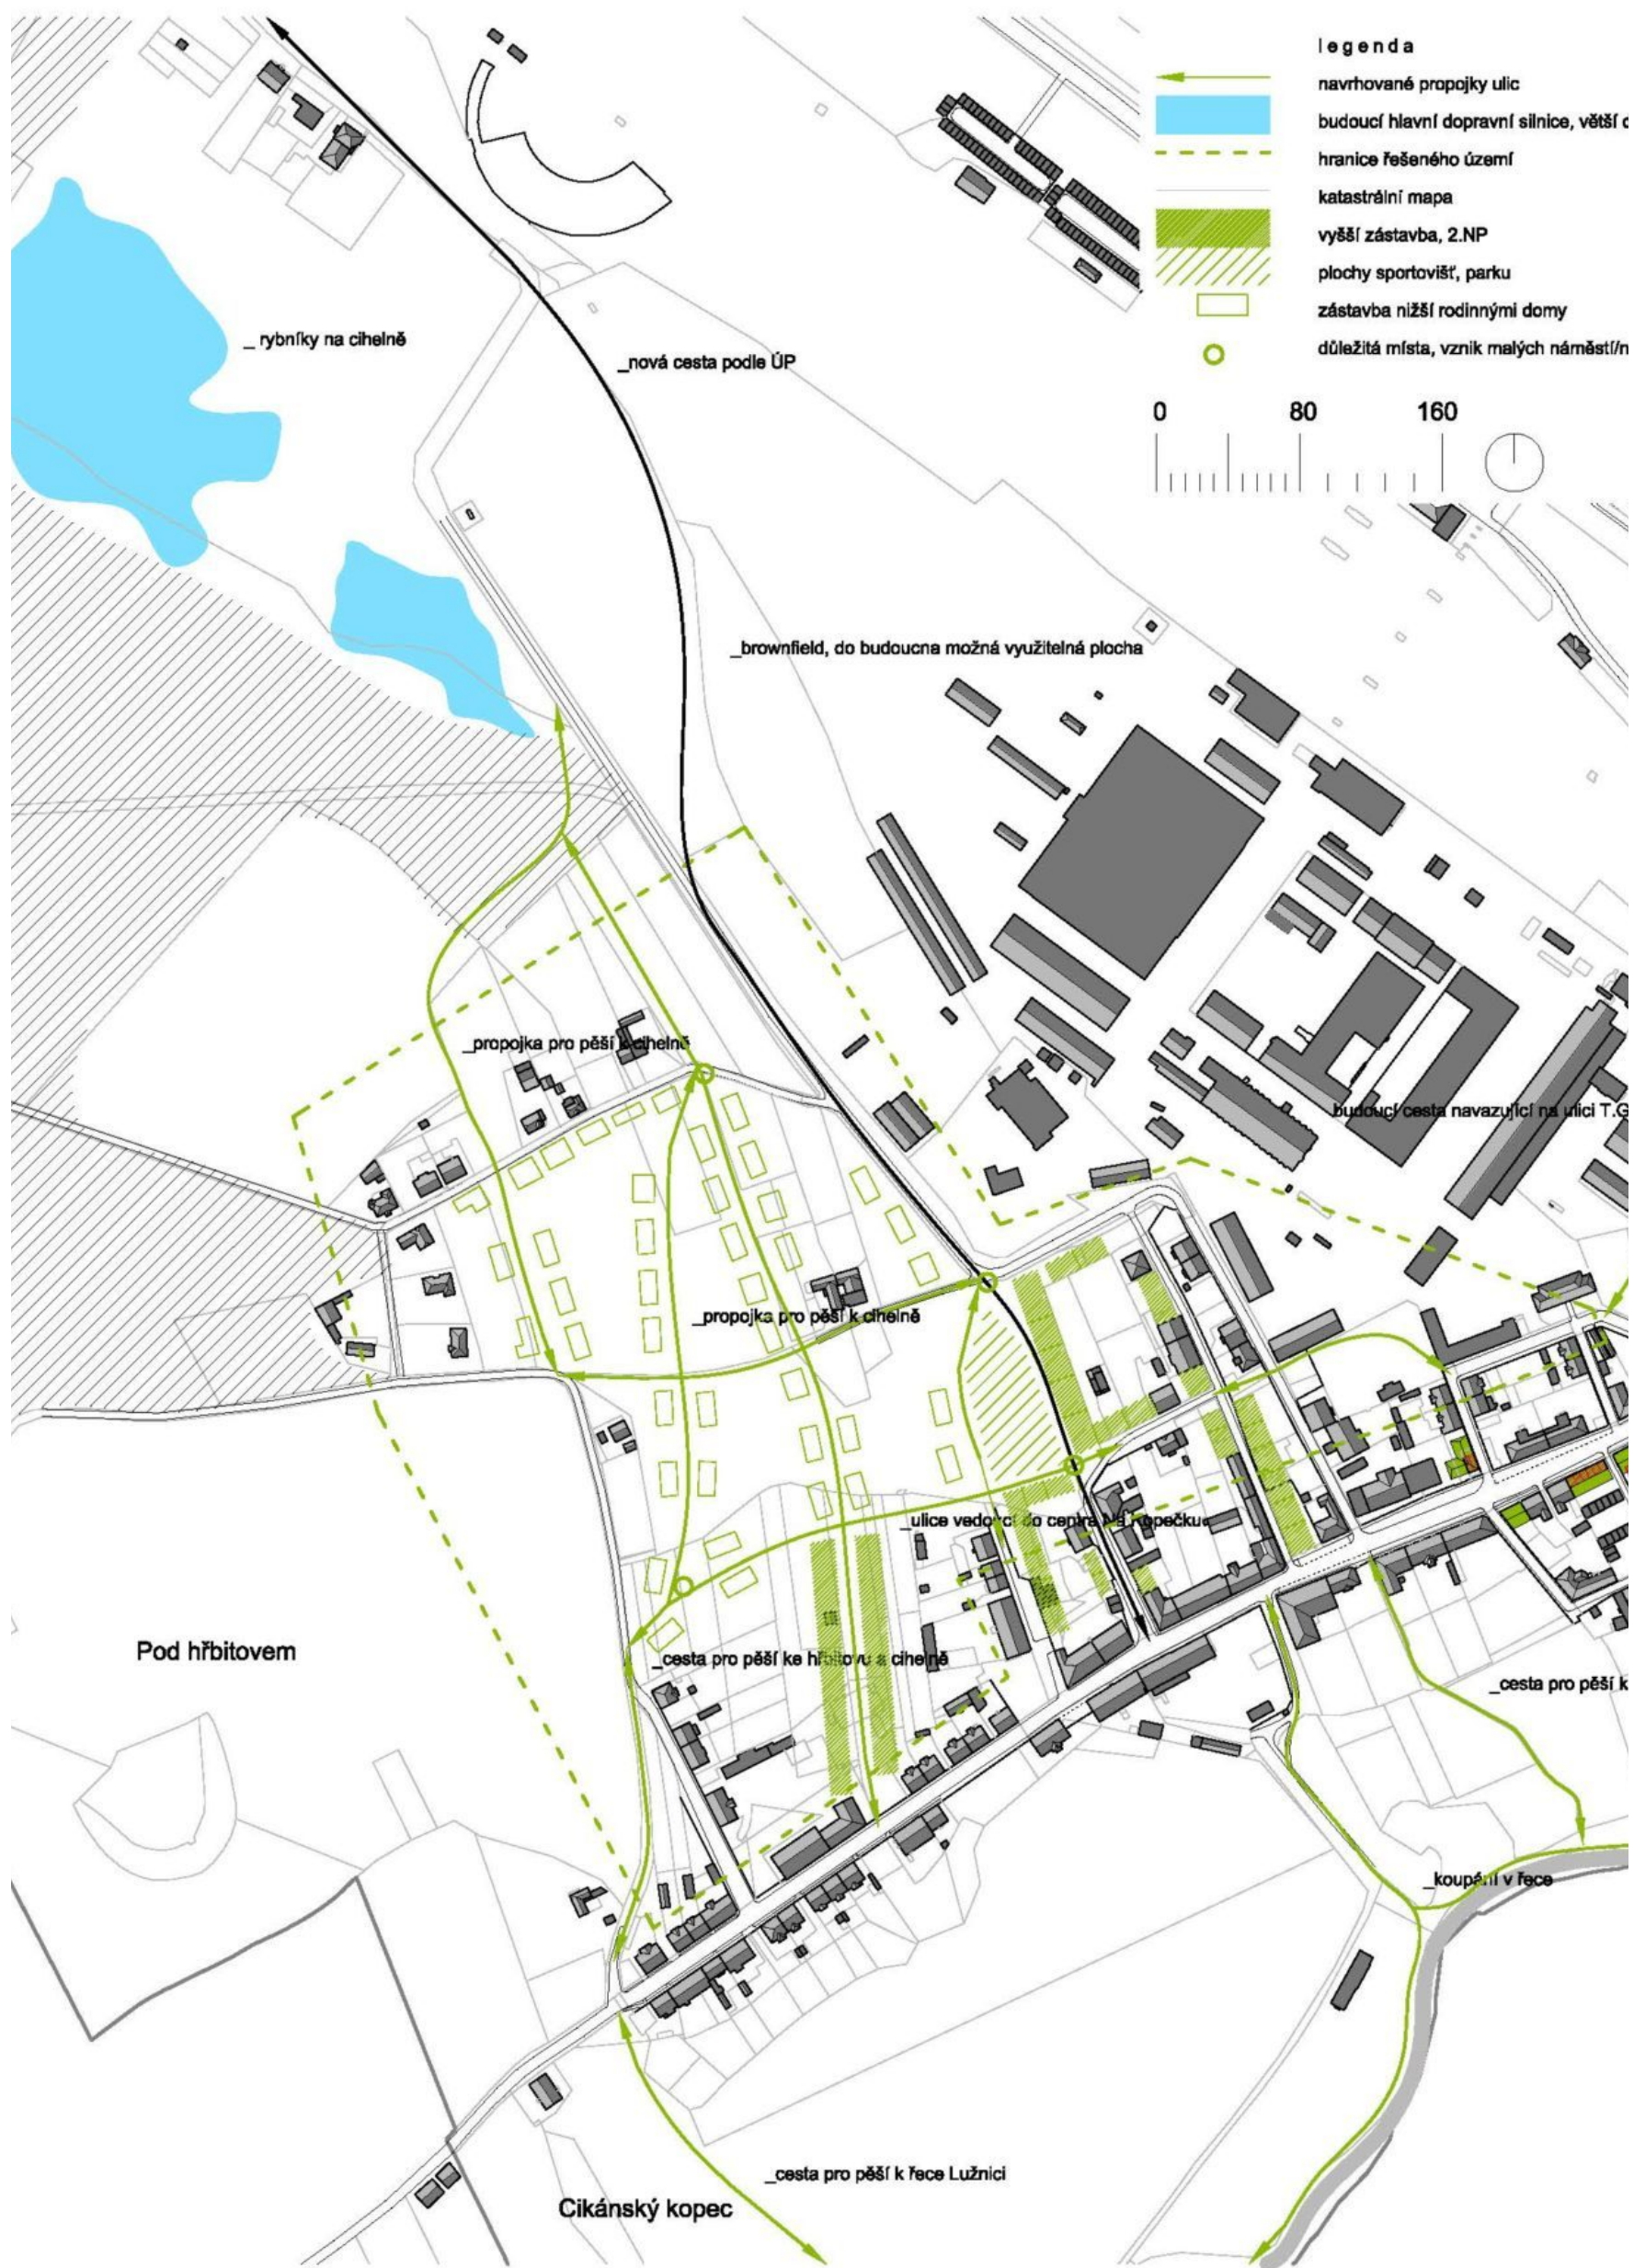 legenda
navrhované propojky ulic
budoucí hlavní dopravní silnice, větší
hranice řešeného území
katastrální mapa
vyšší zástavba, 2.NP
plochy sportovišť, parku
zástavba nižší rodinnými domy
důležitá místa, vznik malých náměstí/n
0 80 160
_ rybníky na cihelně
_nová cesta podle ÚP
_brownfield, do budoucna možná využitelná plocha
_propojka pro pěší k cihelně
budoucí cesta navazující na ulici T.G
_propojka pro pěší k cihelně
_ulice vedoucí do centra Na Kopečku
Pod hřbitovem
_cesta pro pěší ke hřbitovu a cihelně
_cesta pro pěší k
_koupání v řece
_cesta pro pěší k řece Lužnici
Cikánský kopec